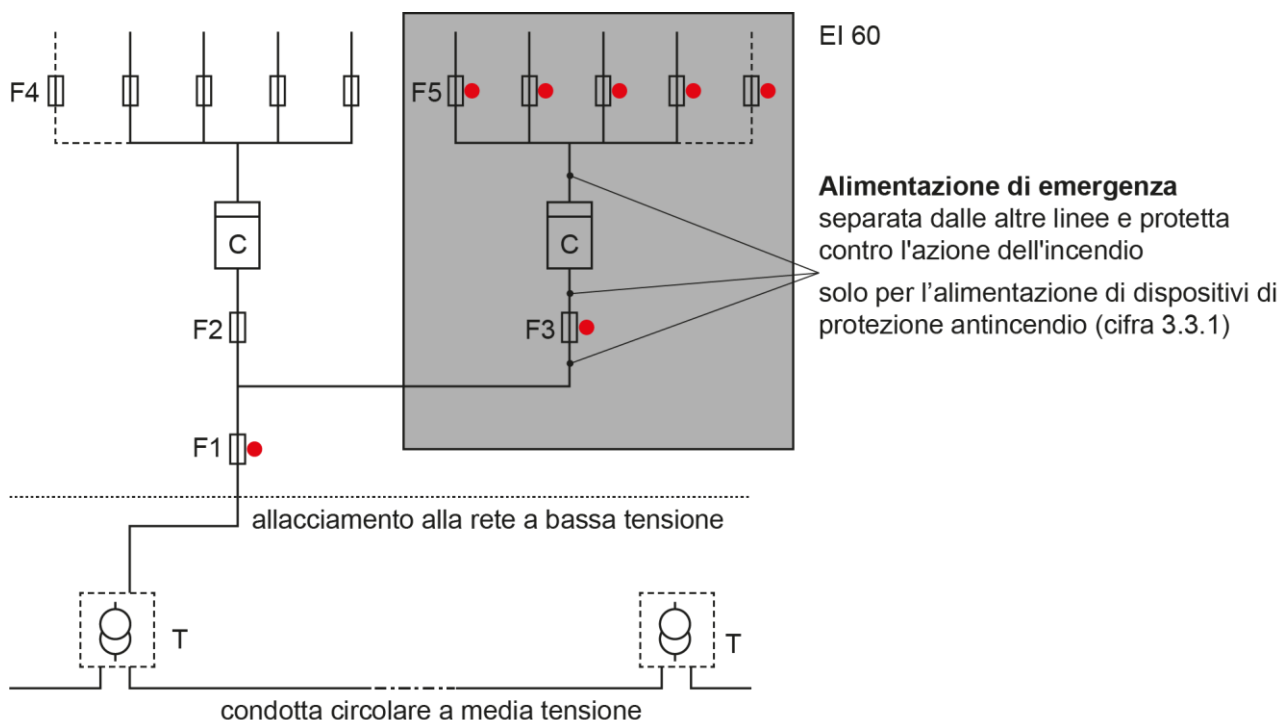 EI 60
F4
F5
Alimentazione di emergenza
separata dalle altre linee e protetta
contro l'azione dell'incendio
solo per l’alimentazione di dispositivi di
protezione antincendio (cifra 3.3.1)
C
C
F2
F3
F1
allacciamento alla rete a bassa tensione
T
T
condotta circolare a media tensione